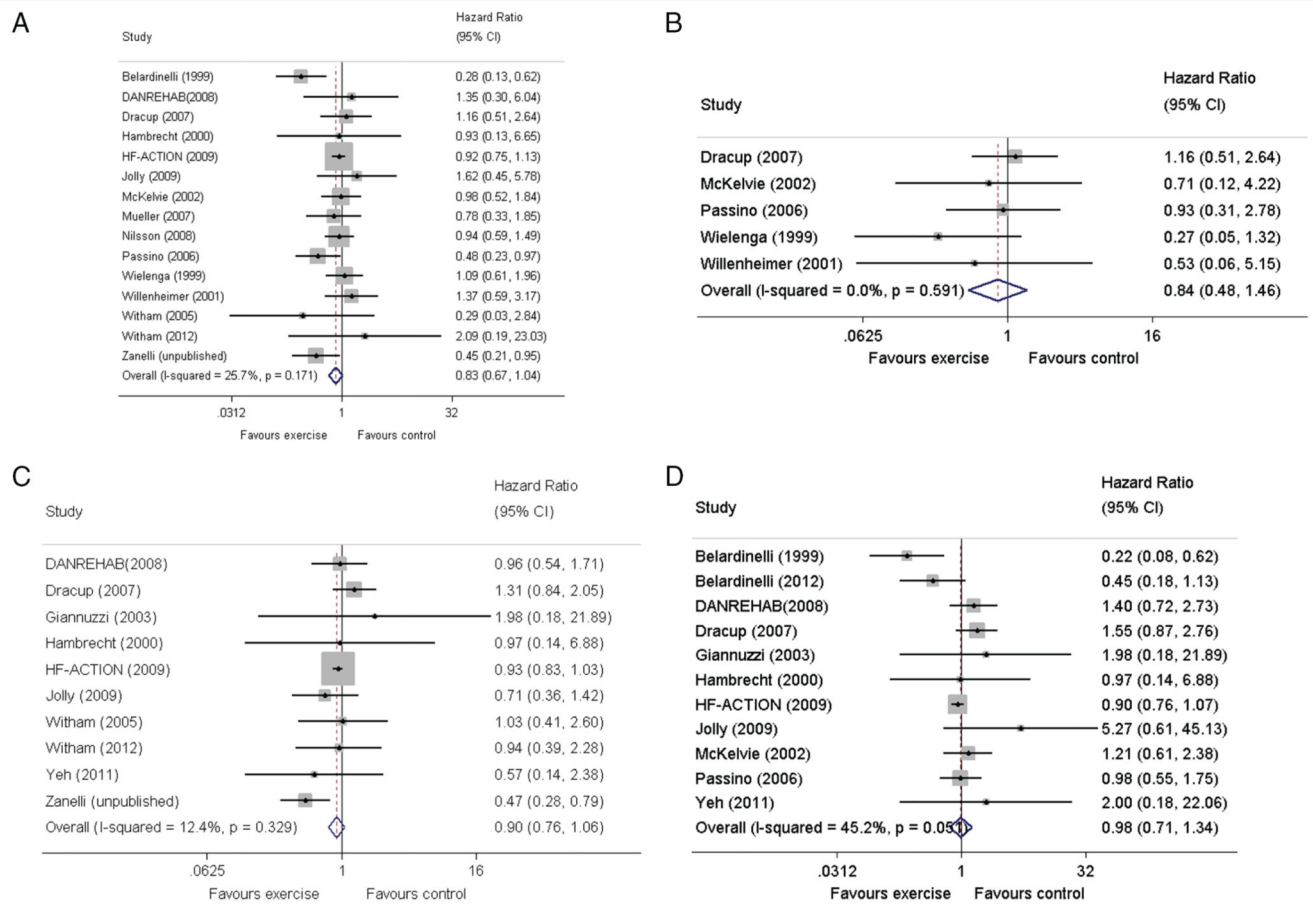 A
Hazard Ratio
Study (95% CI)
Belardinelli (1999) 0.28 (0.13, 0.62)
DANREHAB(2008) 1.35 (0.30, 6.04)
Dracup (2007) 1.16 (0.51, 2.64)
Hambrecht (2000) 0.93 (0.13, 6.65)
HF-ACTION (2009) 0.92 (0.75, 1.13)
Jolly (2009) 1.62 (0.45, 5.78)
McKelvie (2002) 0.98 (0.52, 1.84)
Mueller (2007) 0.78 (0.33, 1.85)
Nilsson (2008) 0.94 (0.59, 1.49)
Passino (2006) 0.48 (0.23, 0.97)
Wielenga (1999) 1.09 (0.61, 1.96)
Willenheimer (2001) 1.37 (0.59, 3.17)
Witham (2005) 0.29 (0.03, 2.84)
Witham (2012) 2.09 (0.19, 23.03)
Zanelli (unpublished) 0.45 (0.21, 0.95)
Overall (I-squared = 25.7%, p = 0.171) 0.83 (0.67, 1.04)
.0312 1 32
Favours exercise Favours control
B
Hazard Ratio
Study (95% CI)
Dracup (2007) 1.16 (0.51, 2.64)
McKelvie (2002) 0.71 (0.12, 4.22)
Passino (2006) 0.93 (0.31, 2.78)
Wielenga (1999) 0.27 (0.05, 1.32)
Willenheimer (2001) 0.53 (0.06, 5.15)
Overall (I-squared = 0.0%, p = 0.591) 0.84 (0.48, 1.46)
.0625 1 16
Favours exercise Favours control
C
Hazard Ratio
Study (95% CI)
DANREHAB(2008) 0.96 (0.54, 1.71)
Dracup (2007) 1.31 (0.84, 2.05)
Giannuzzi (2003) 1.98 (0.18, 21.89)
Hambrecht (2000) 0.97 (0.14, 6.88)
HF-ACTION (2009) 0.93 (0.83, 1.03)
Jolly (2009) 0.71 (0.36, 1.42)
Witham (2005) 1.03 (0.41, 2.60)
Witham (2012) 0.94 (0.39, 2.28)
Yeh (2011) 0.57 (0.14, 2.38)
Zanelli (unpublished) 0.47 (0.28, 0.79)
Overall (I-squared = 12.4%, p = 0.329) 0.90 (0.76, 1.06)
.0625 1 16
Favours exercise Favours control
D
Hazard Ratio
Study (95% CI)
Belardinelli (1999) 0.22 (0.08, 0.62)
Belardinelli (2012) 0.45 (0.18, 1.13)
DANREHAB(2008) 1.40 (0.72, 2.73)
Dracup (2007) 1.55 (0.87, 2.76)
Giannuzzi (2003) 1.98 (0.18, 21.89)
Hambrecht (2000) 0.97 (0.14, 6.88)
HF-ACTION (2009) 0.90 (0.76, 1.07)
Jolly (2009) 5.27 (0.61, 45.13)
McKelvie (2002) 1.21 (0.61, 2.38)
Passino (2006) 0.98 (0.55, 1.75)
Yeh (2011) 2.00 (0.18, 22.06)
Overall (I-squared = 45.2%, p = 0.051) 0.98 (0.71, 1.34)
.0312 1 32
Favours exercise Favours control